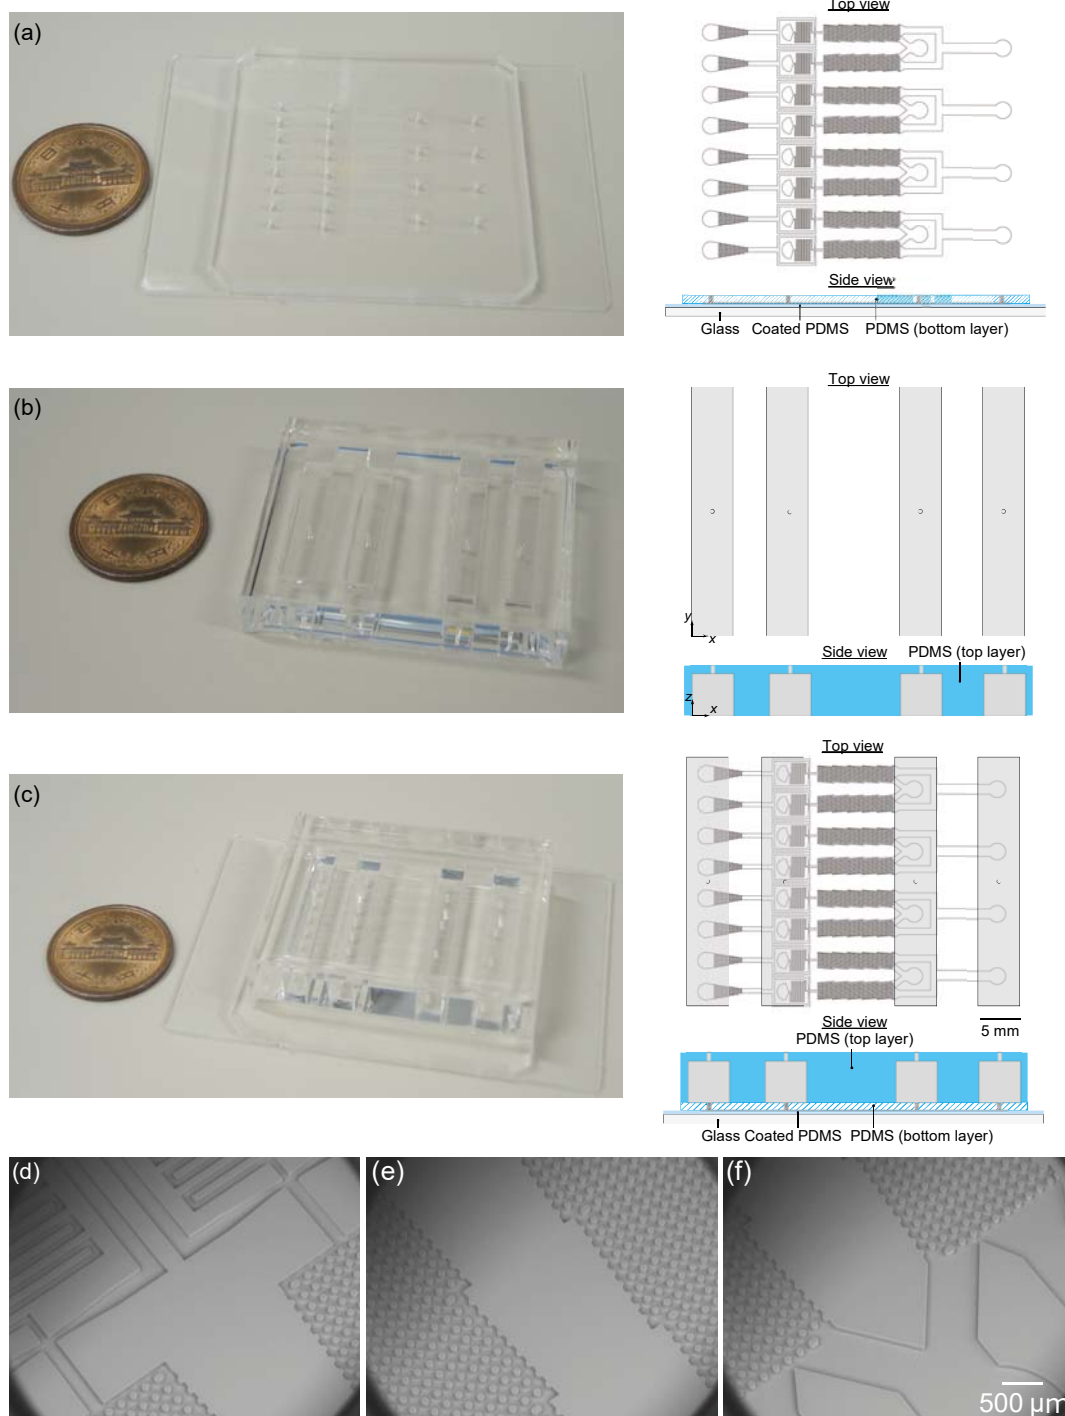 (a)
Top view
Side view
Glass
Coated PDMS
PDMS (bottom layer)
(b)
Top view
y
x
Side view
PDMS (top layer)
z
x
(c)
Top view
5 mm
Side view
PDMS (top layer)
Glass
Coated PDMS
PDMS (bottom layer)
(d)
(e)
(f)
500 µm